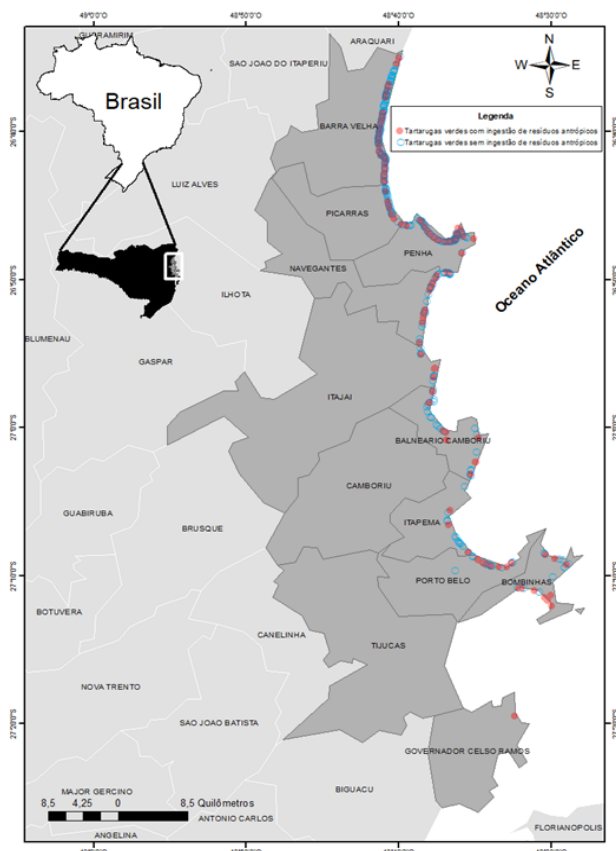 49°0'0"S
48°50'0"S
48°40'0"S
48°30'0"S
GUARAMIRIM
ARAQUARI
SAO JOAO DO ITAPERIU
N
W
E
S
Brasil
Legenda
Tartarugas verdes com ingestão de resíduos antrópicos
Tartarugas verdes sem ingestão de resíduos antrópicos
BARRA VELHA
26°40'0"S
LUIZ ALVES
PICARRAS
PENHA
NAVEGANTES
Oceano Atlântico
26°50'0"S
ILHOTA
BLUMENAU
GASPAR
ITAJAI
27°0'0"S
BALNEARIO CAMBORIU
CAMBORIU
GUABIRUBA
BRUSQUE
ITAPEMA
27°10'0"S
PORTO BELO
BOMBINHAS
BOTUVERA
CANELINHA
TIJUCAS
NOVA TRENTO
SAO JOAO BATISTA
27°20'0"S
GOVERNADOR CELSO RAMOS
MAJOR GERCINO
BIGUACU
8,5 4,25 0 8,5 Quilômetros
ANTONIO CARLOS
FLORIANOPOLIS
ANGELINA